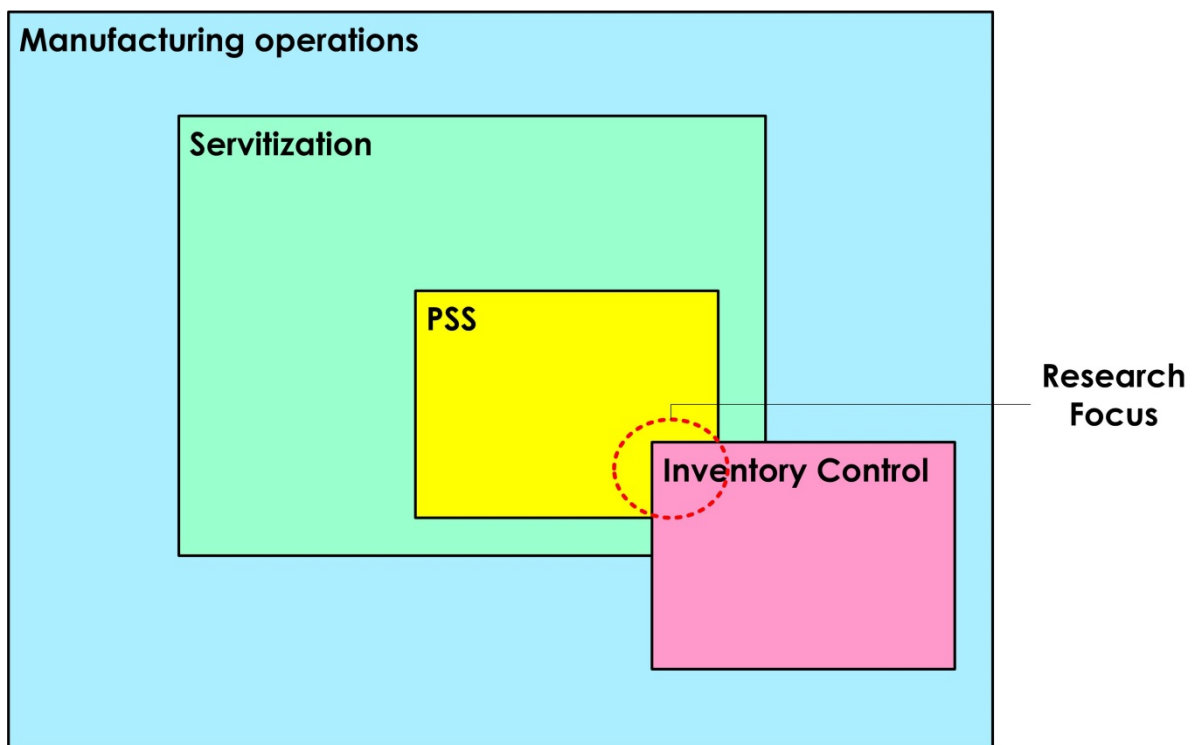 Manufacturing operations
Servitization
PSS
Research
Focus
Inventory Control